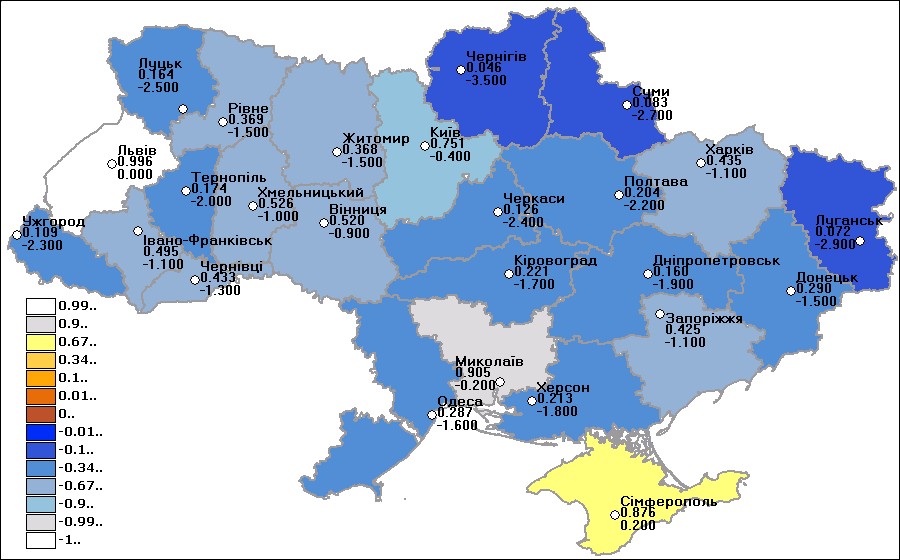 Чернігів
0.046
-3.500
Луцьк
0.164
-2.500
Суми
0.083
-2.700
Рівне
0.369
-1.500
Житомир
0.368
-1.500
Київ
0.751
-0.400
Харків
0.435
-1.100
Львів
0.996
0.000
Тернопіль
0.174
-2.000
Хмельницький
0.526
-1.000
Вінниця
0.520
-0.900
Черкаси
0.126
-2.400
Полтава
0.204
-2.200
Ужгород
0.109
-2.300
Луганськ
0.072
-2.900
Івано-Франківськ
0.495
-1.100
Чернівці
0.433
-1.300
Кіровоград
0.221
-1.700
Дніпропетровськ
0.160
-1.900
Донецьк
0.290
-1.500
Запоріжжя
0.425
-1.100
Миколаїв
0.905
-0.200
Херсон
0.213
-1.800
Одеса
0.287
-1.600
Сімферополь
0.876
0.200
0.99..
0.9..
0.67..
0.34..
0.1..
0.01..
0..
-0.01..
-0.1..
-0.34..
-0.67..
-0.9..
-0.99..
-1..